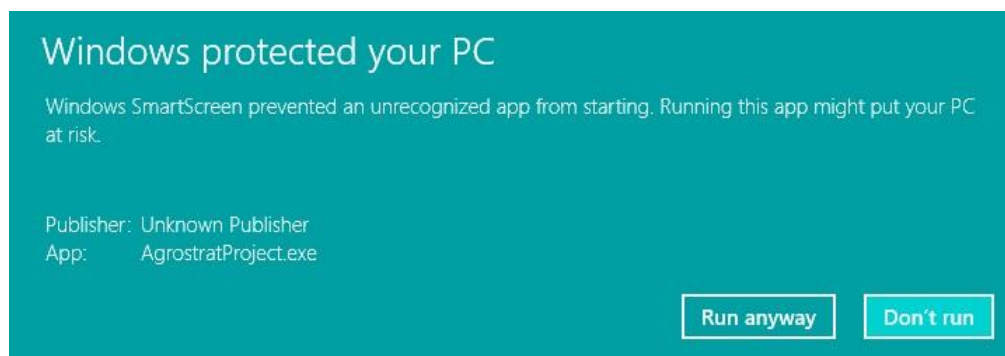 Windows protected your PC
Windows SmartScreen prevented an unrecognized app from starting. Running this app might put your PC
at risk.
Publisher: Unknown Publisher
App: AgrostratProject.exe
Run anyway Don´t run